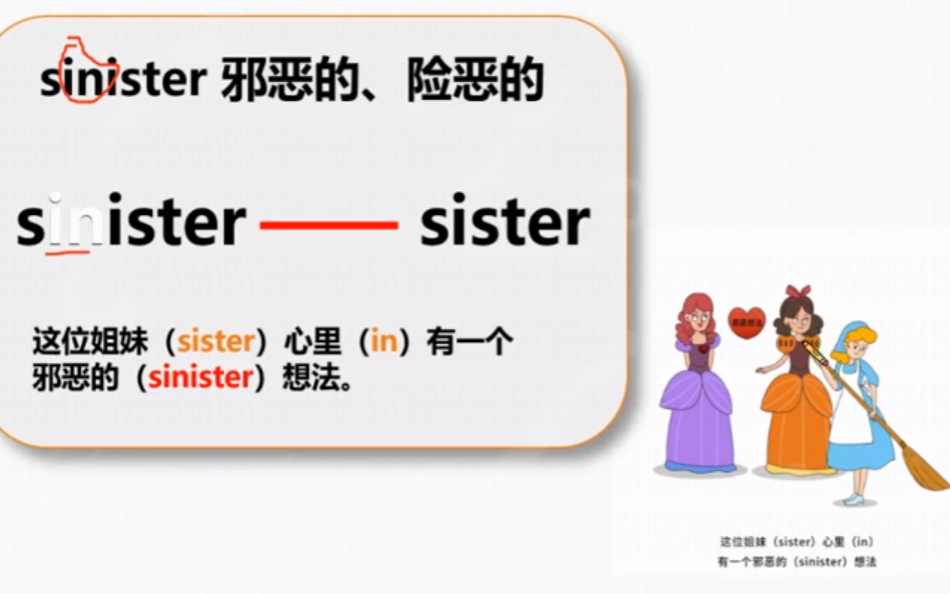 sinister 邪恶的、险恶的
sinister —— sister
这位姐妹（sister）心里（in）有一个
邪恶的（sinister）想法。
邪恶想法
这位姐妹（sister）心里（in）
有一个邪恶的（sinister）想法